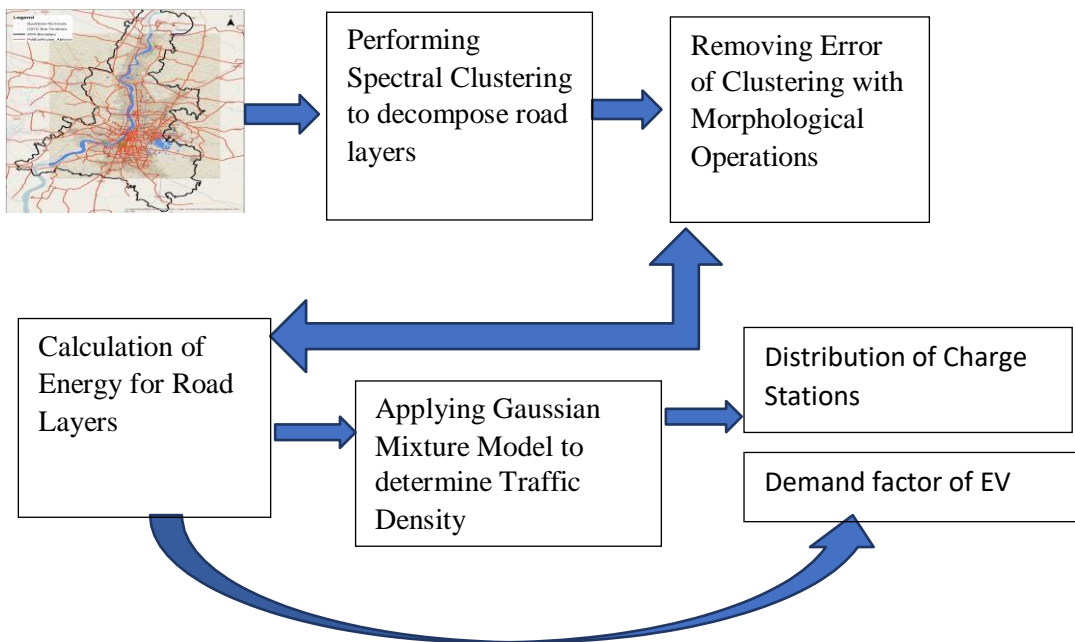 Legend
Performing
Spectral Clustering
to decompose road
layers
Removing Error
of Clustering with
Morphological
Operations
Calculation of
Energy for Road
Layers
Applying Gaussian
Mixture Model to
determine Traffic
Density
Distribution of Charge
Stations
Demand factor of EV